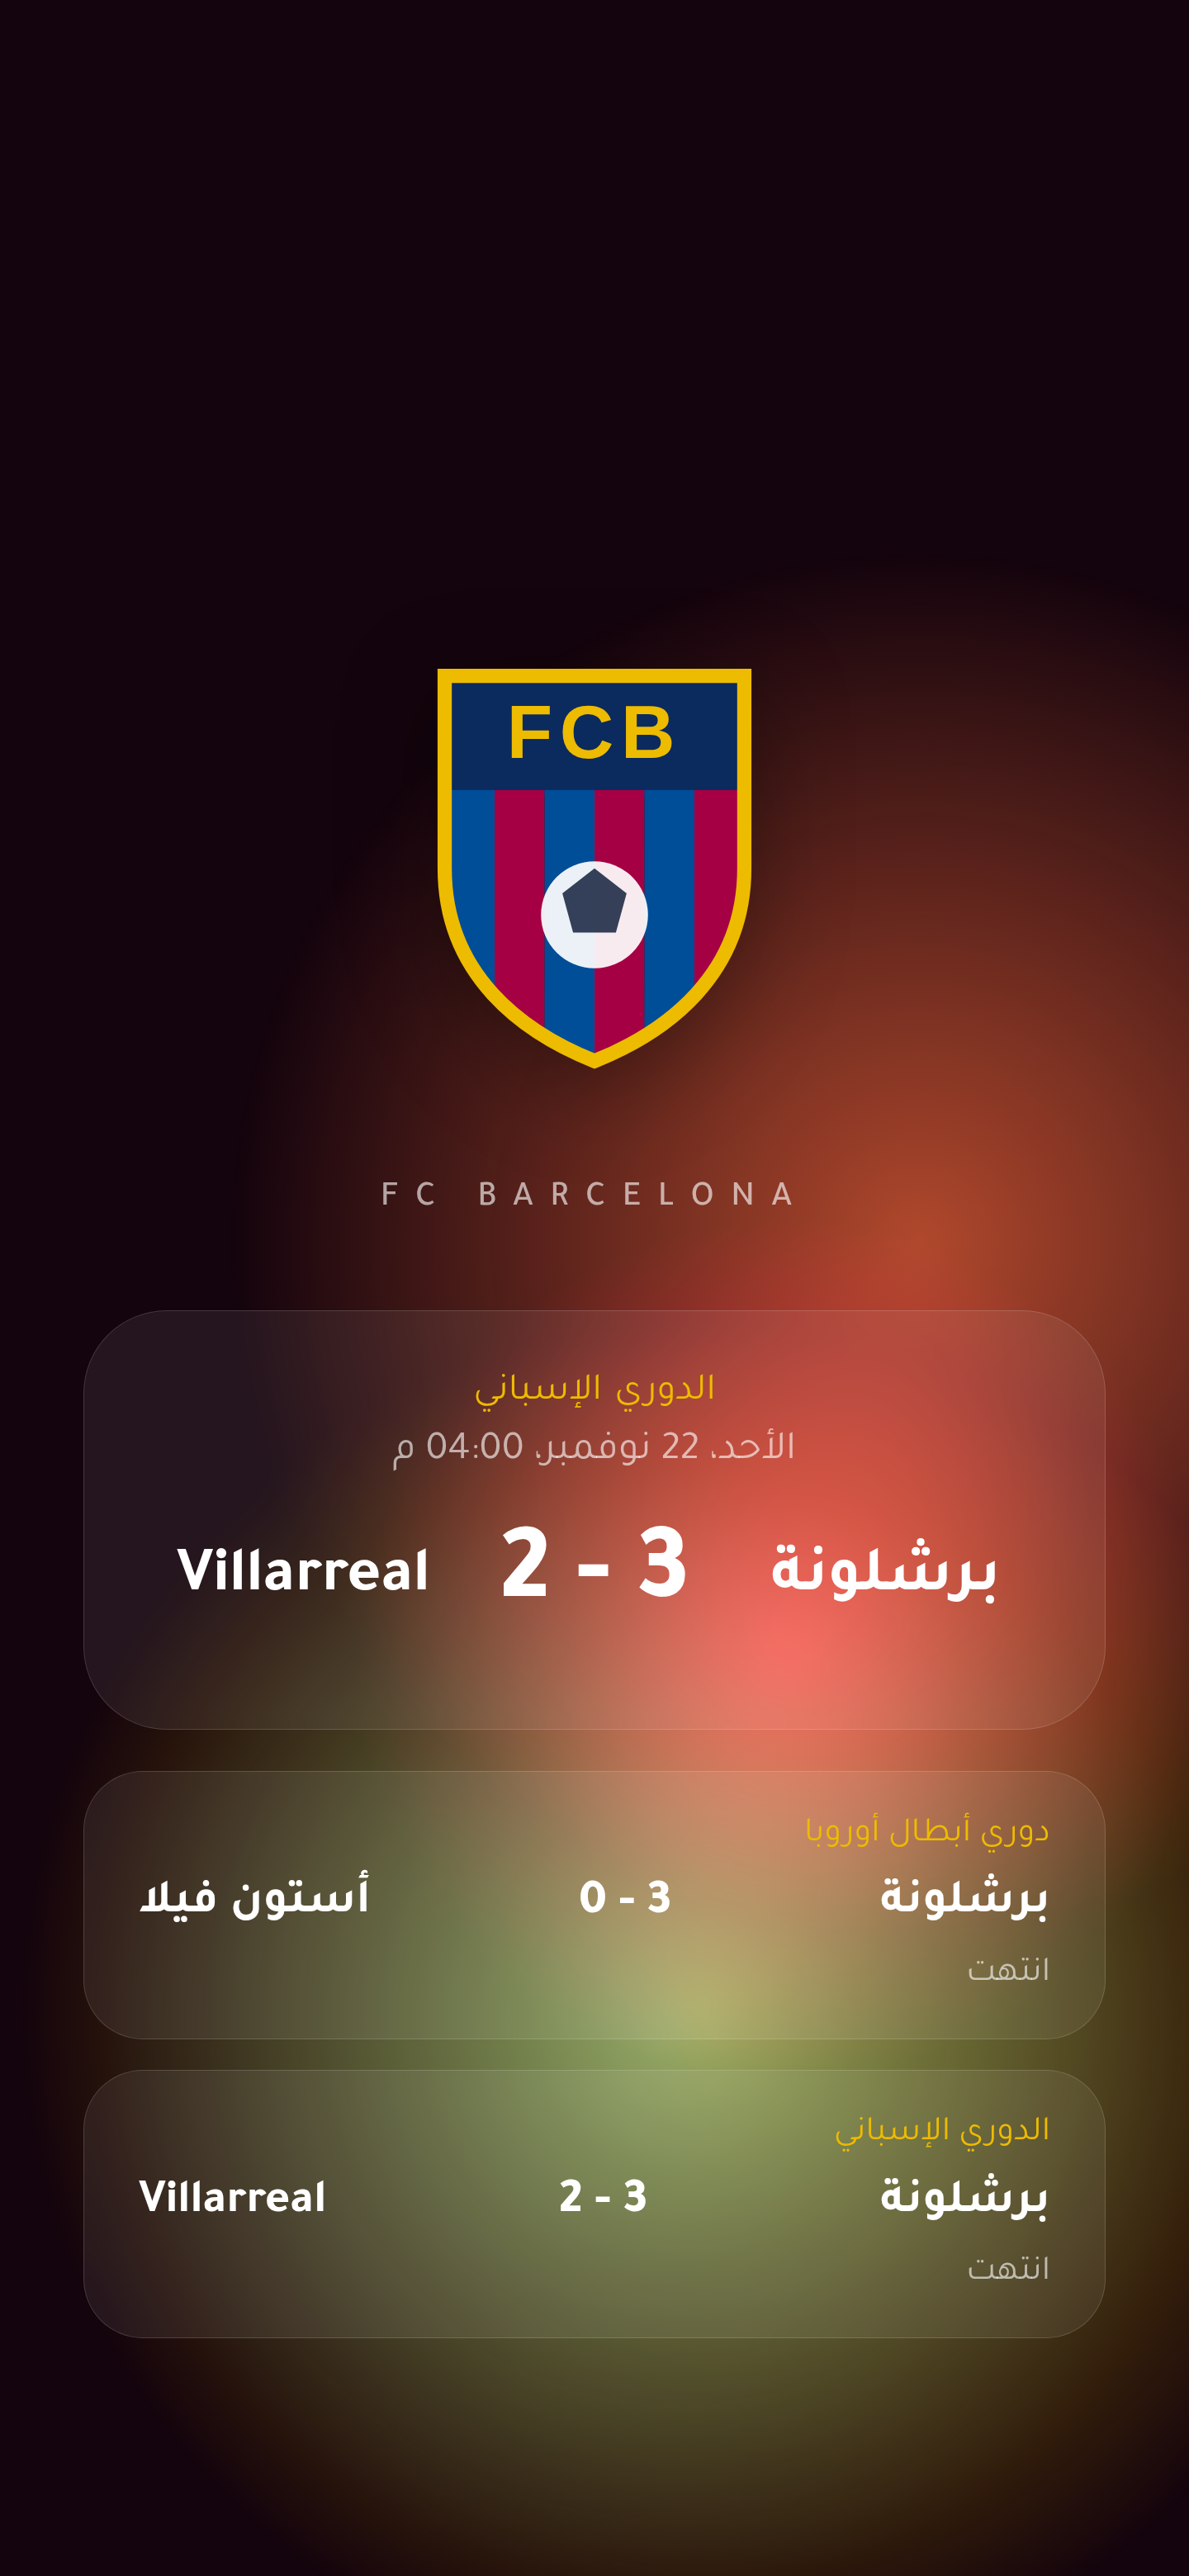 FCB
FC BARCELONA
الدوري الإسباني
الأحد، 22 نوفمبر، 04:00 م
برشلونة 3 - 2 Villarreal
دوري أبطال أوروبا
برشلونة 3 - 0 أستون فيلا
انتهت
الدوري الإسباني
برشلونة 3 - 2 Villarreal
انتهت